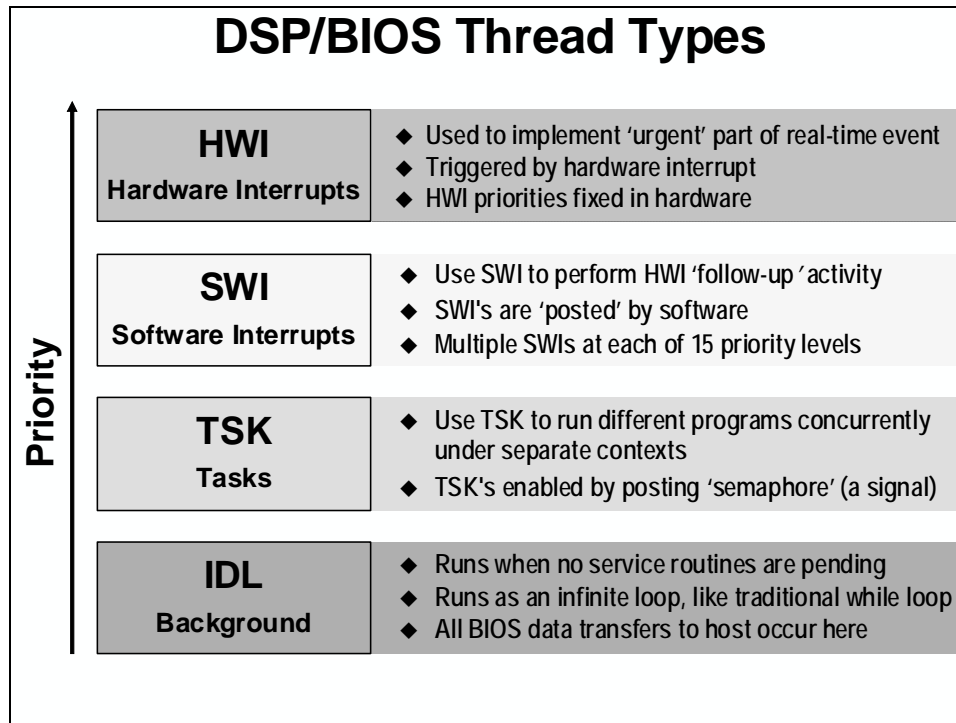 DSP/BIOS Thread Types
Priority
HWI
Hardware Interrupts
◆ Used to implement ‘urgent’ part of real-time event
◆ Triggered by hardware interrupt
◆ HWI priorities fixed in hardware
SWI
Software Interrupts
◆ Use SWI to perform HWI ‘follow-up’ activity
◆ SWI's are ‘posted’ by software
◆ Multiple SWIs at each of 15 priority levels
TSK
Tasks
◆ Use TSK to run different programs concurrently
under separate contexts
◆ TSK's enabled by posting ‘semaphore’ (a signal)
IDL
Background
◆ Runs when no service routines are pending
◆ Runs as an infinite loop, like traditional while loop
◆ All BIOS data transfers to host occur here